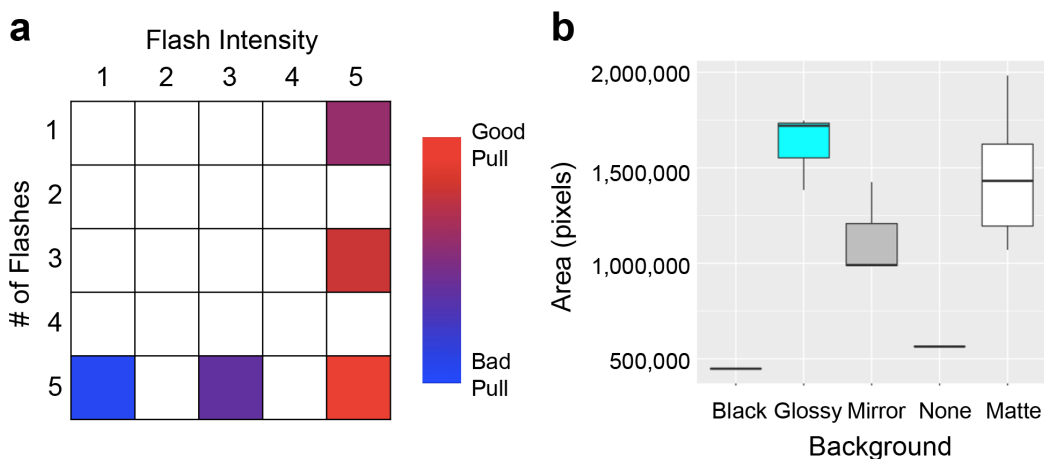 a
Flash Intensity
1 2 3 4 5
# of Flashes
1
2
3
4
5
Good
Pull
Bad
Pull
b
Area (pixels)
2,000,000
1,500,000
1,000,000
500,000
Black Glossy Mirror None Matte
Background